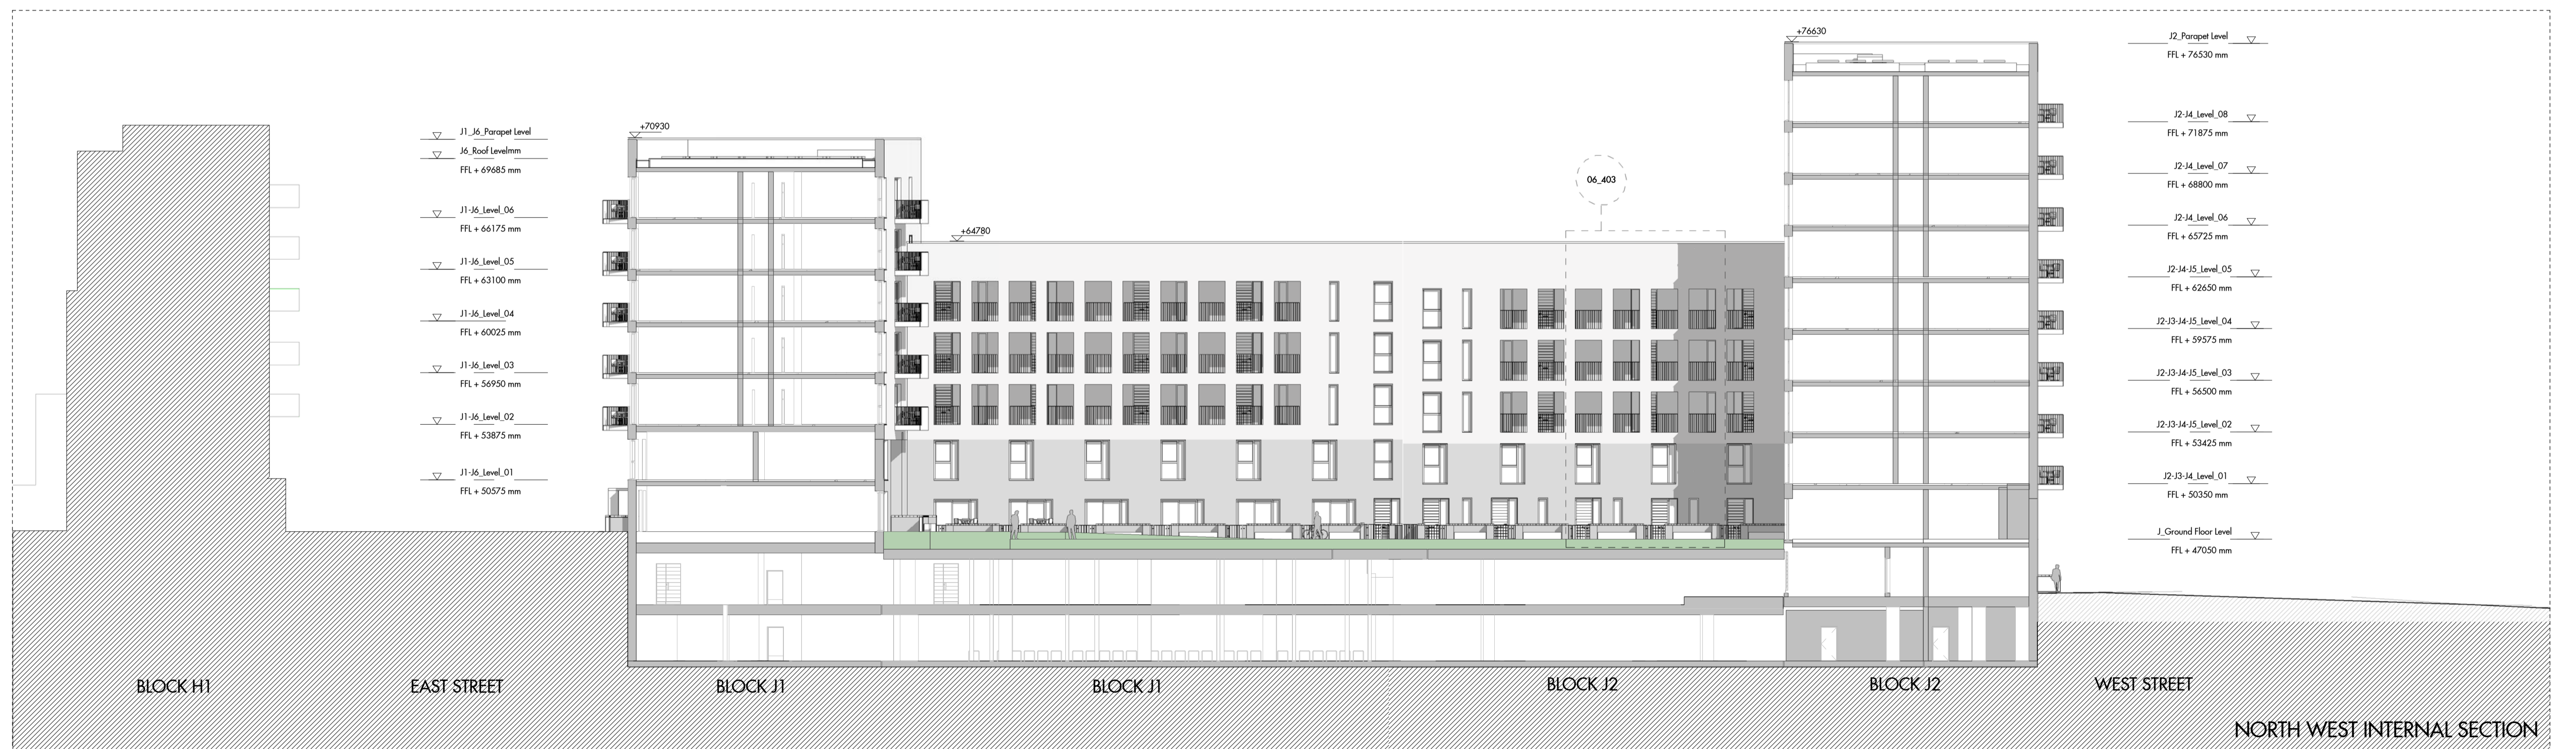 +76630
J2_Parapet Level
FFL + 76530 mm
+70930
J1_J6_Parapet Level
J6_Roof Levelmm
FFL + 69685 mm
J2-J4_Level_08
FFL + 71875 mm
J2-J4_Level_07
FFL + 68800 mm
06_403
J1-J6_Level_06
FFL + 66175 mm
J2-J4_Level_06
FFL + 65725 mm
+64780
J1-J6_Level_05
FFL + 63100 mm
J2-J4-J5_Level_05
FFL + 62650 mm
J1-J6_Level_04
FFL + 60025 mm
J2-J3-J4-J5_Level_04
FFL + 59575 mm
J1-J6_Level_03
FFL + 56950 mm
J2-J3-J4-J5_Level_03
FFL + 56500 mm
J1-J6_Level_02
FFL + 53875 mm
J2-J3-J4-J5_Level_02
FFL + 53425 mm
J1-J6_Level_01
FFL + 50575 mm
J2-J3-J4_Level_01
FFL + 50350 mm
J_Ground Floor Level
FFL + 47050 mm
BLOCK H1
EAST STREET
BLOCK J1
BLOCK J1
BLOCK J2
BLOCK J2
WEST STREET
NORTH WEST INTERNAL SECTION